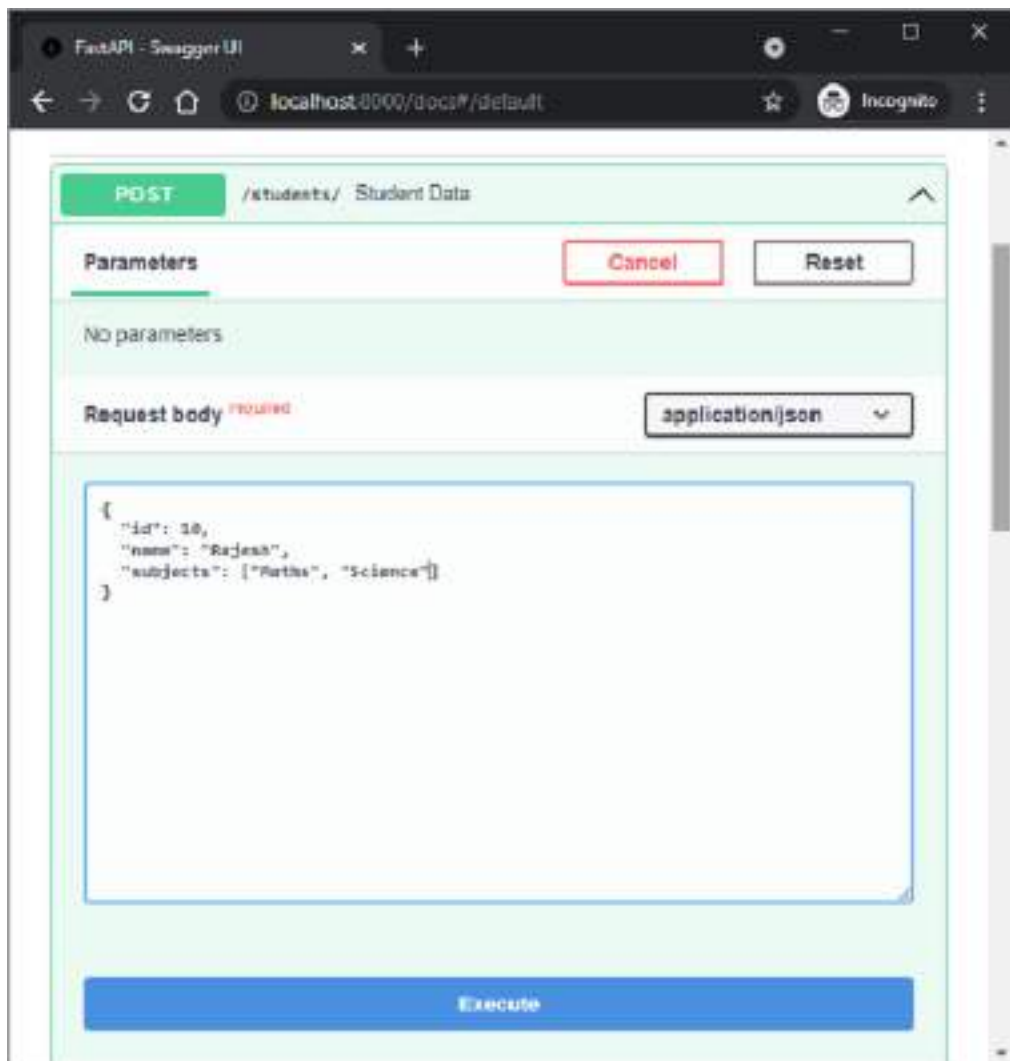 FastAPI - Swagger UI
localhost:8000/docs#/default
Incognito
POST /students/ Student Data
Parameters
Cancel
Reset
No parameters
Request body required
application/json
{
"id": 10,
"name": "Rajesh",
"subjects": ["Maths", "Science"]
}
Execute